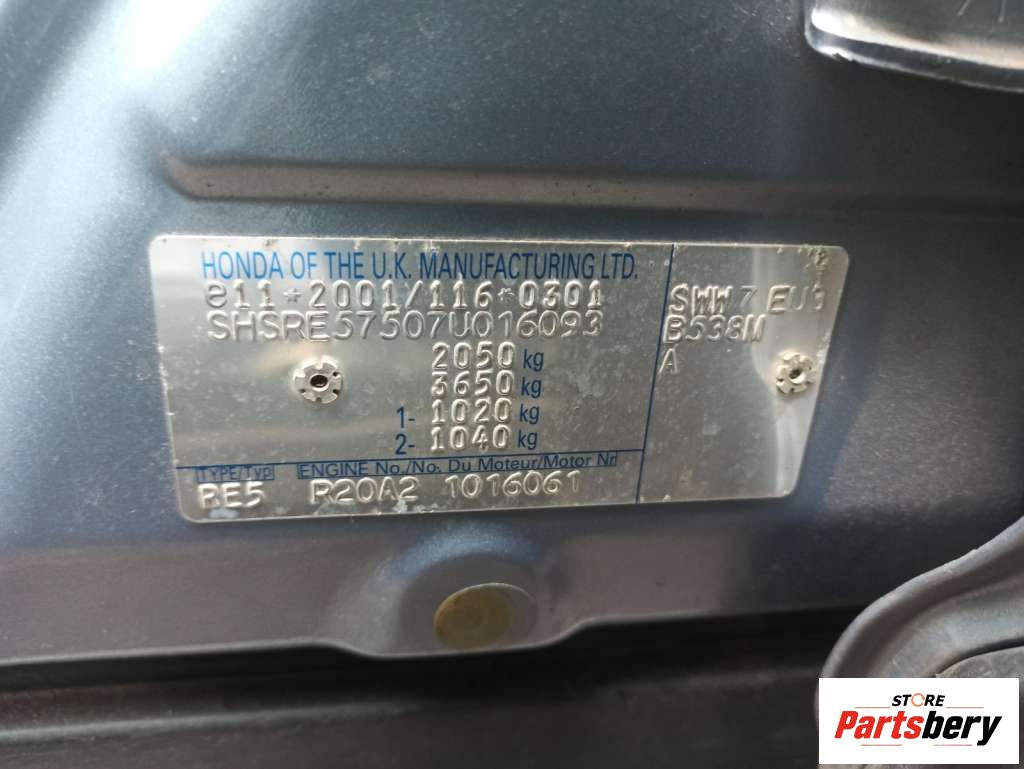 HONDA OF THE U.K. MANUFACTURING LTD.
e11*2001/116*0301
SHSRE57507U016093
2050 kg
3650 kg
1- 1020 kg
2- 1040 kg
TYPE/Typ ENGINE No./No. Du Moteur/Motor Nr
RE5 R20A2 1016061
SWW7 EU3
B538M
A
STORE
Partsbery